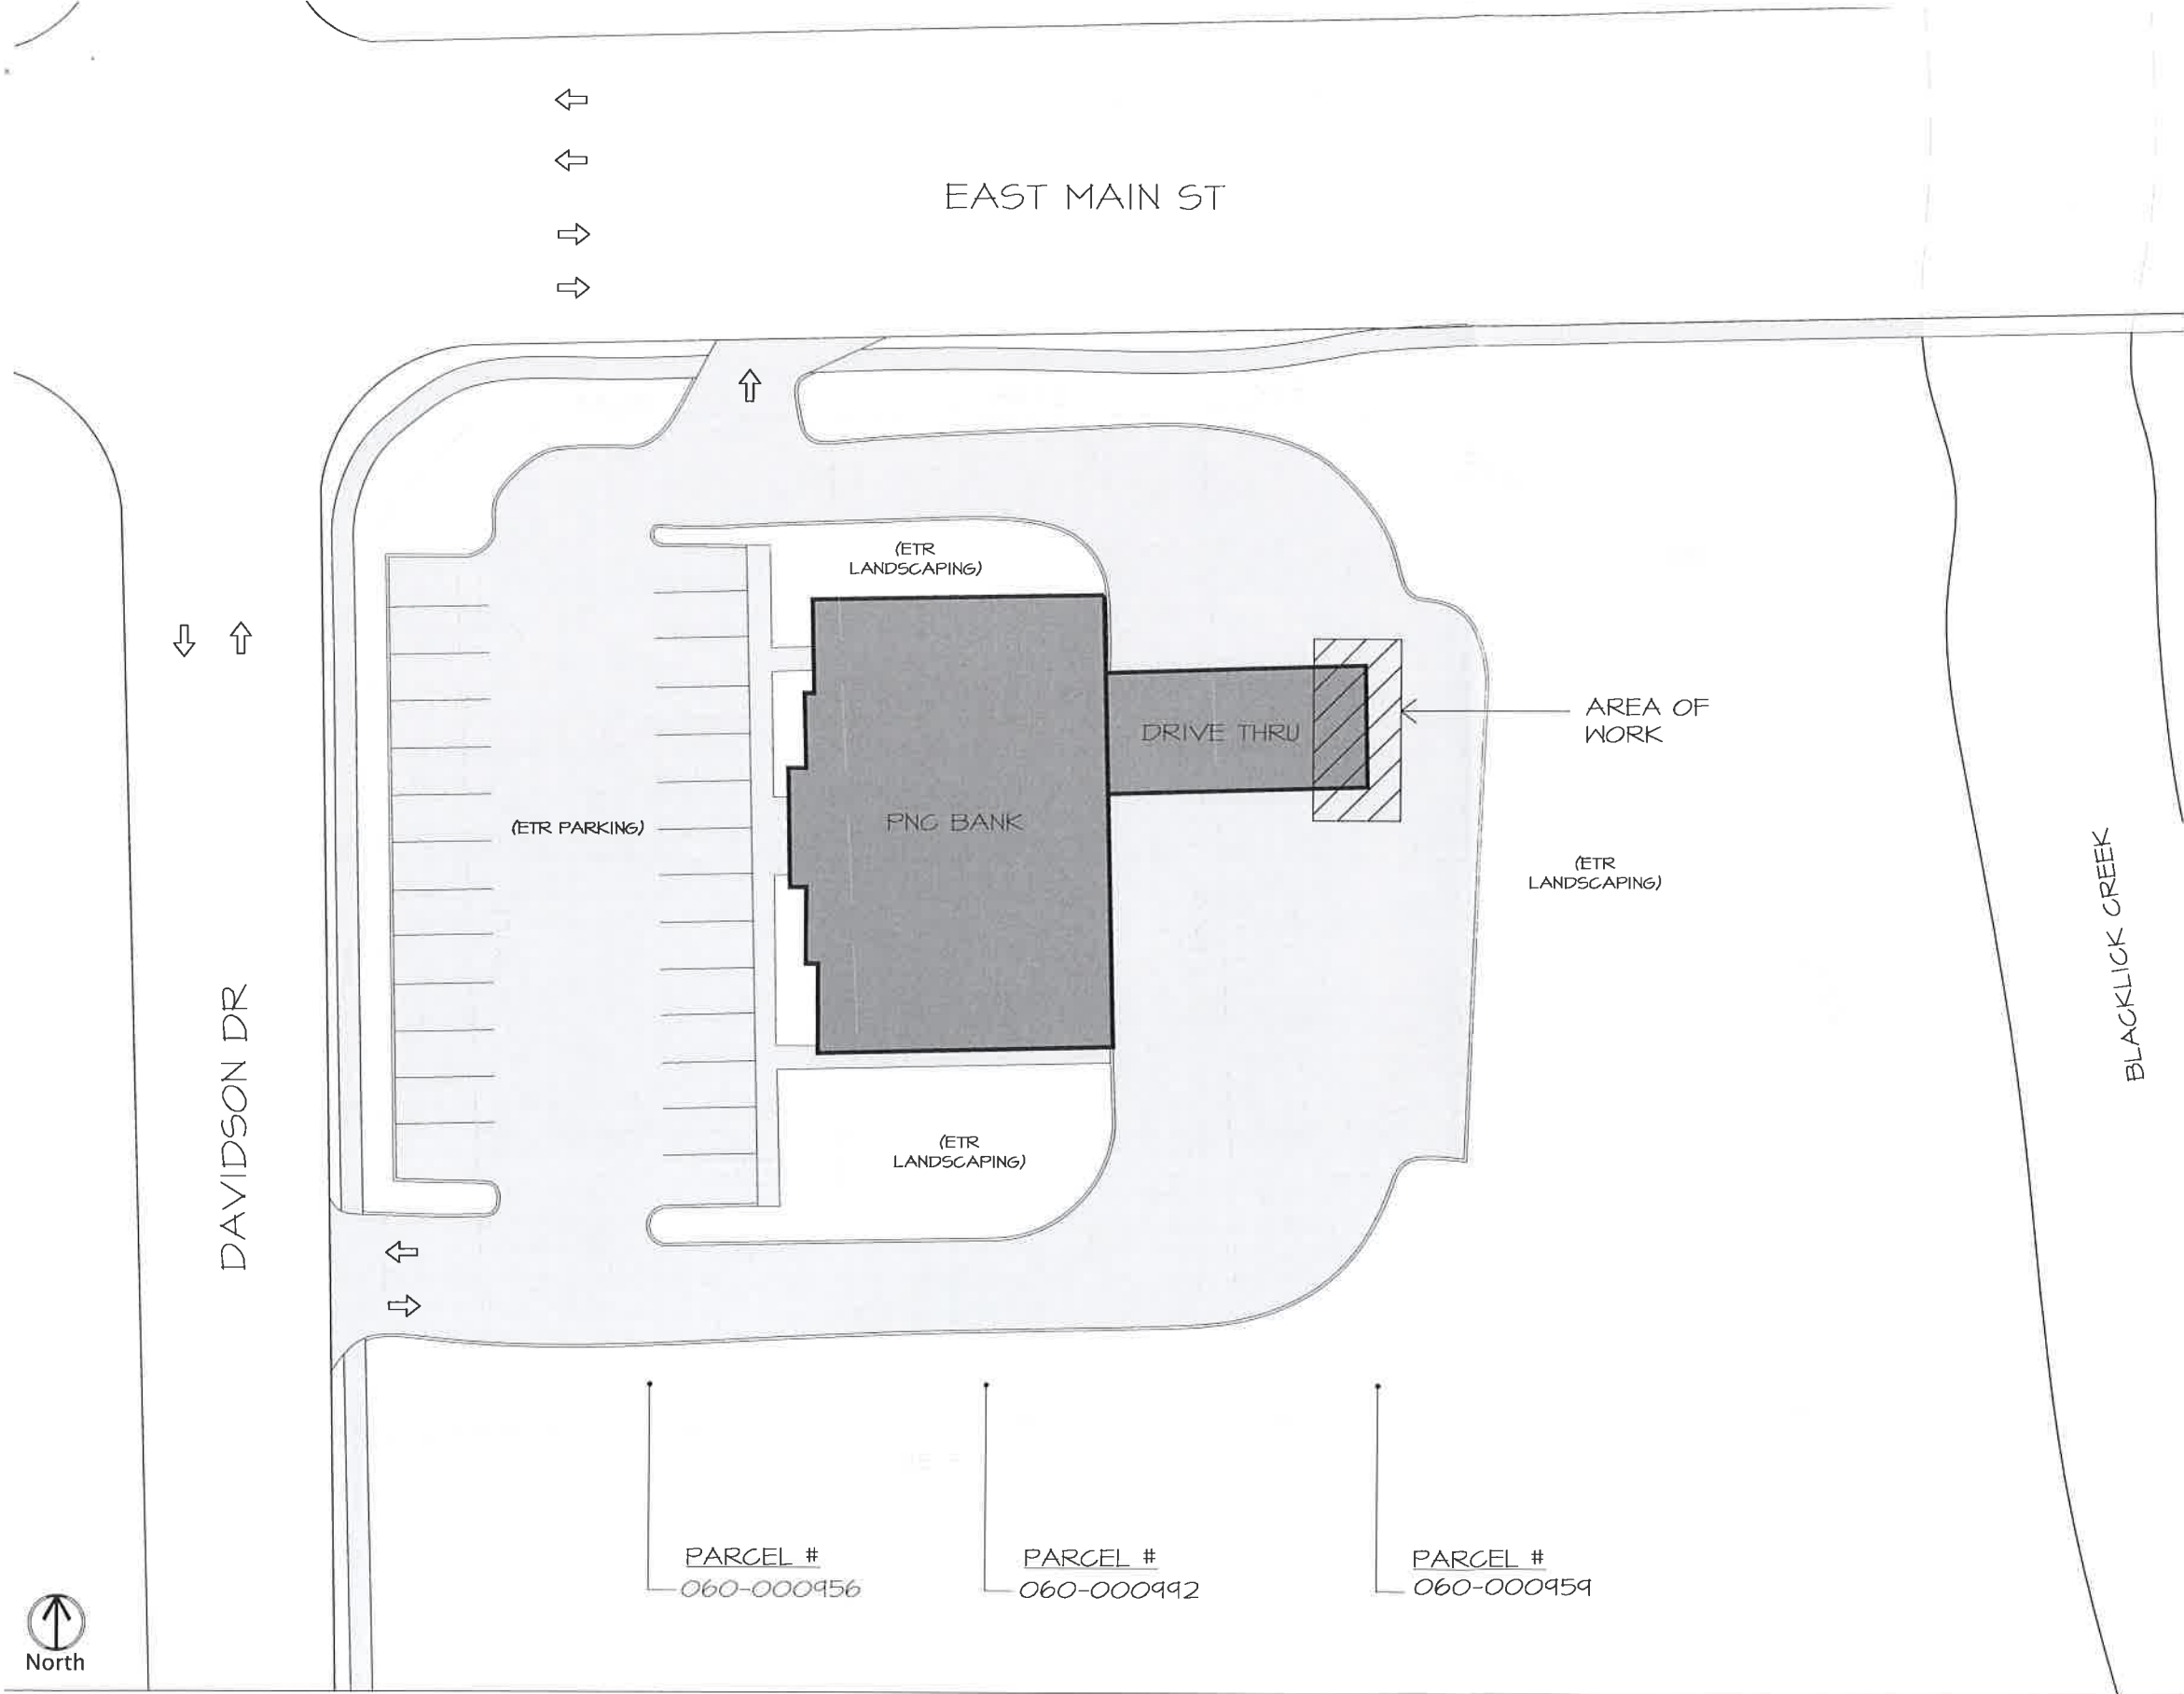 EAST MAIN ST
(ETR
LANDSCAPING)
AREA OF
WORK
DRIVE THRU
PNC BANK
(ETR PARKING)
(ETR
LANDSCAPING)
BLACKLICK CREEK
DAVIDSON DR
(ETR
LANDSCAPING)
PARCEL #
060-000956
PARCEL #
060-000992
PARCEL #
060-000959
North